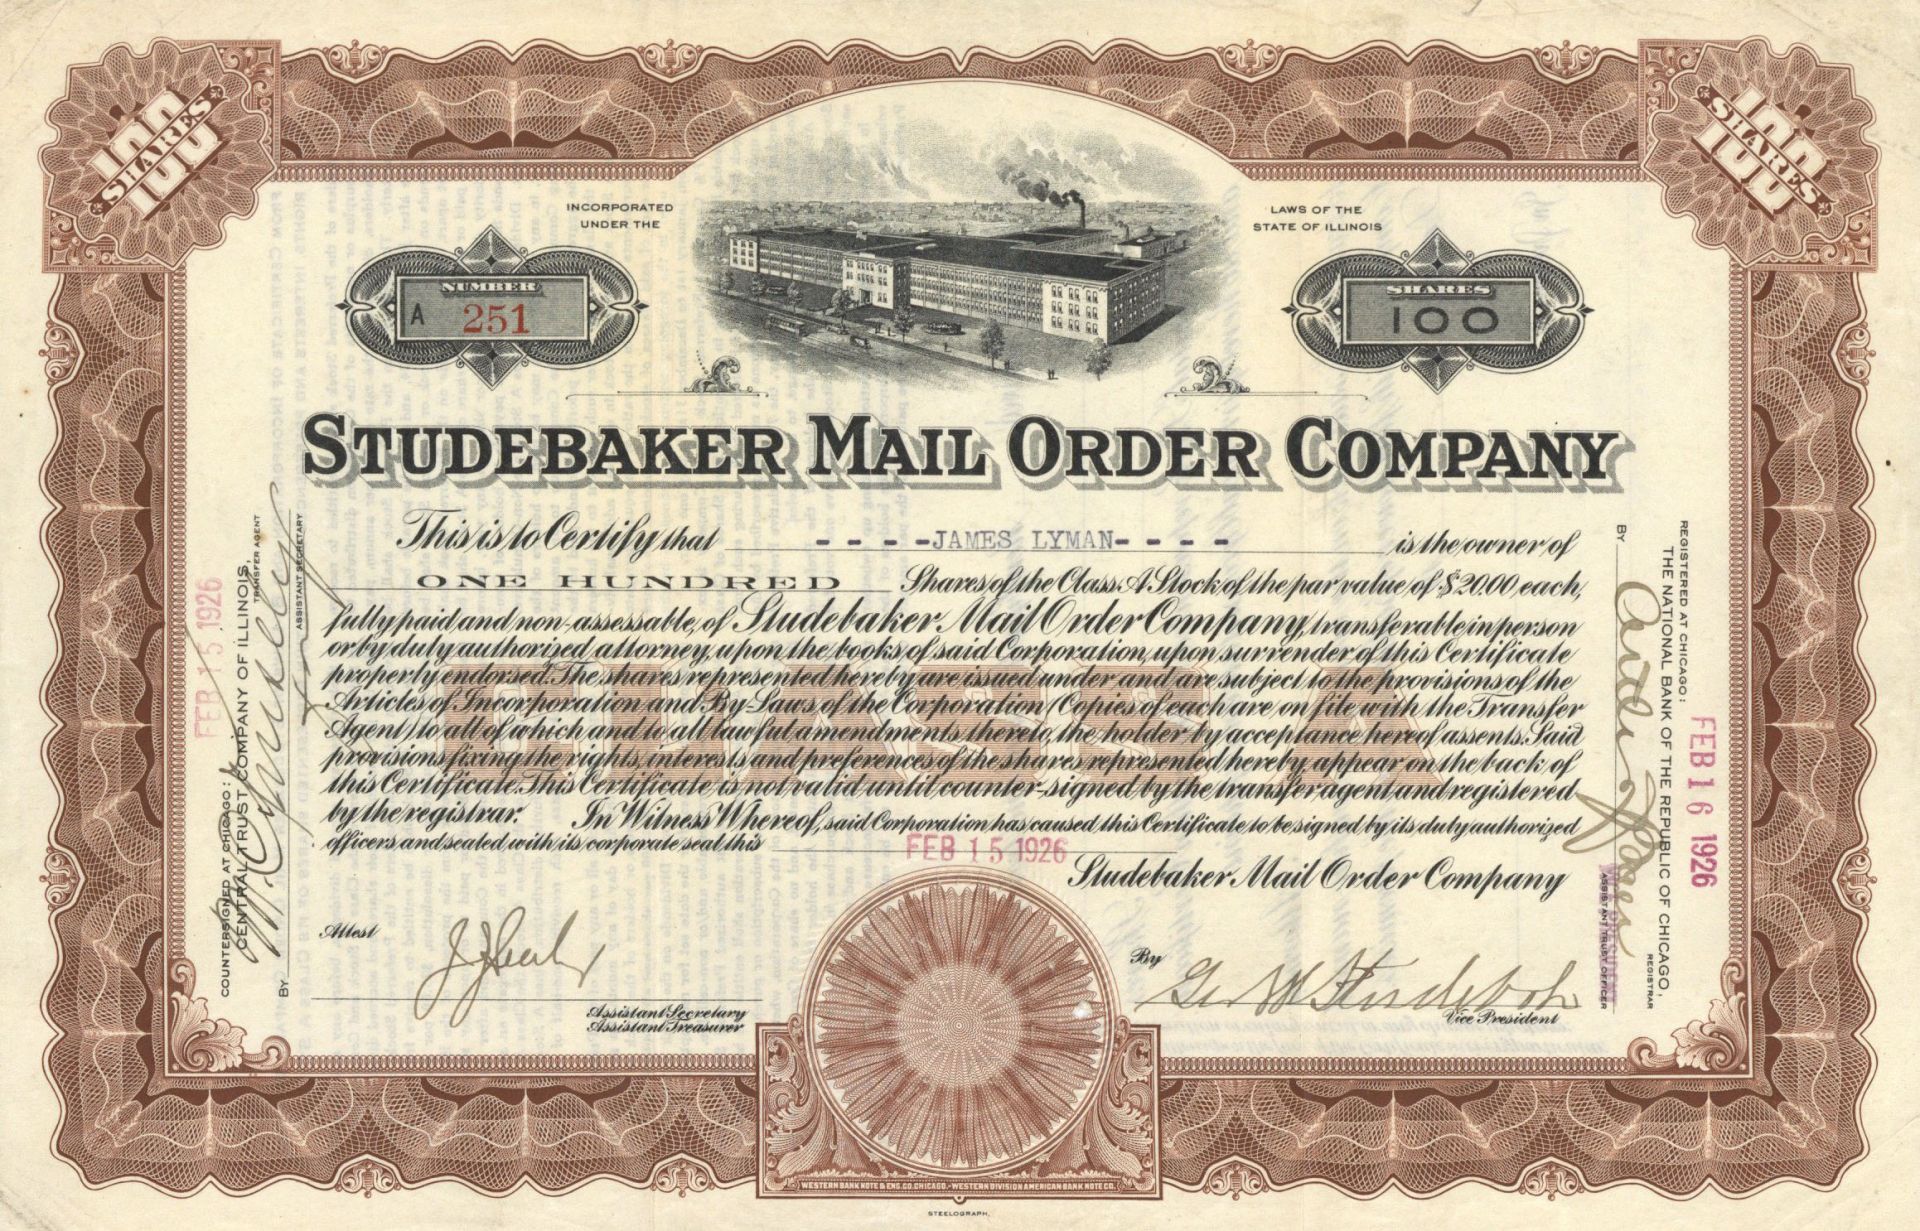 100
SHARES
100
SHARES
INCORPORATED
UNDER THE
LAWS OF THE
STATE OF ILLINOIS
NUMBER
A 251
SHARES
100
STUDEBAKER MAIL ORDER COMPANY
This is to Certify that - - - -JAMES LYMAN- - - - is the owner of
ONE HUNDRED Shares of the Class A Stock of the par value of $20.00 each,
fully paid and non-assessable, of Studebaker Mail Order Company, transferable in person
or by duly authorized attorney, upon the books of said Corporation, upon surrender of this Certificate
properly endorsed. The shares represented hereby are issued under and are subject to the provisions of the
Articles of Incorporation and By-Laws of the Corporation (Copies of each are on file with the Transfer
Agent) to all of which and to all lawful amendments thereto, the holder by acceptance hereof assents. Said
provisions fixing the rights, interests and preferences of the shares represented hereby appear on the back of
this Certificate. This Certificate is not valid until counter-signed by the transfer agent and registered
by the registrar. In Witness Whereof, said Corporation has caused this Certificate to be signed by its duly authorized
officers and sealed with its corporate seal this FEB 15 1926
CLASS A
Studebaker Mail Order Company
Attest
Assistant Secretary
Assistant Treasurer
By
Vice President
COUNTERSIGNED AT CHICAGO:
CENTRAL TRUST COMPANY OF ILLINOIS,
TRANSFER AGENT
BY
ASSISTANT SECRETARY
FEB 15 1926
REGISTERED AT CHICAGO:
THE NATIONAL BANK OF THE REPUBLIC OF CHICAGO,
REGISTRAR
BY
ASSISTANT TRUST OFFICER
FEB 16 1926
WESTERN BANK NOTE & ENG. CO. CHICAGO.-WESTERN DIVISION AMERICAN BANK NOTE CO.
STEELOGRAPH.